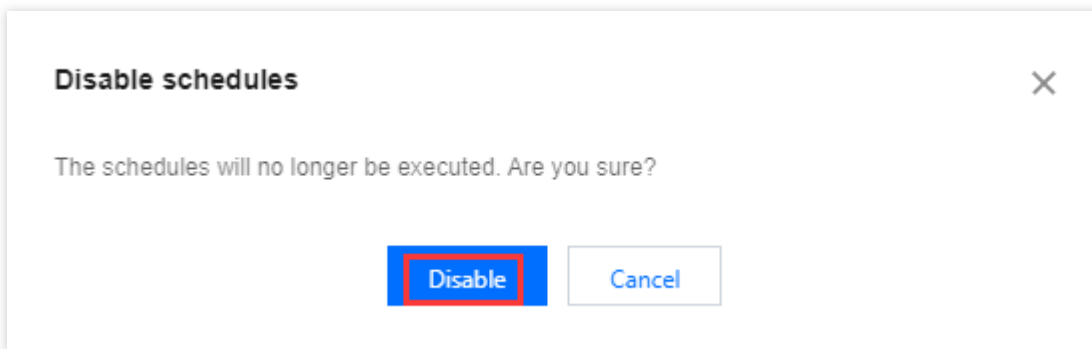 Disable schedules
The schedules will no longer be executed. Are you sure?
Disable Cancel